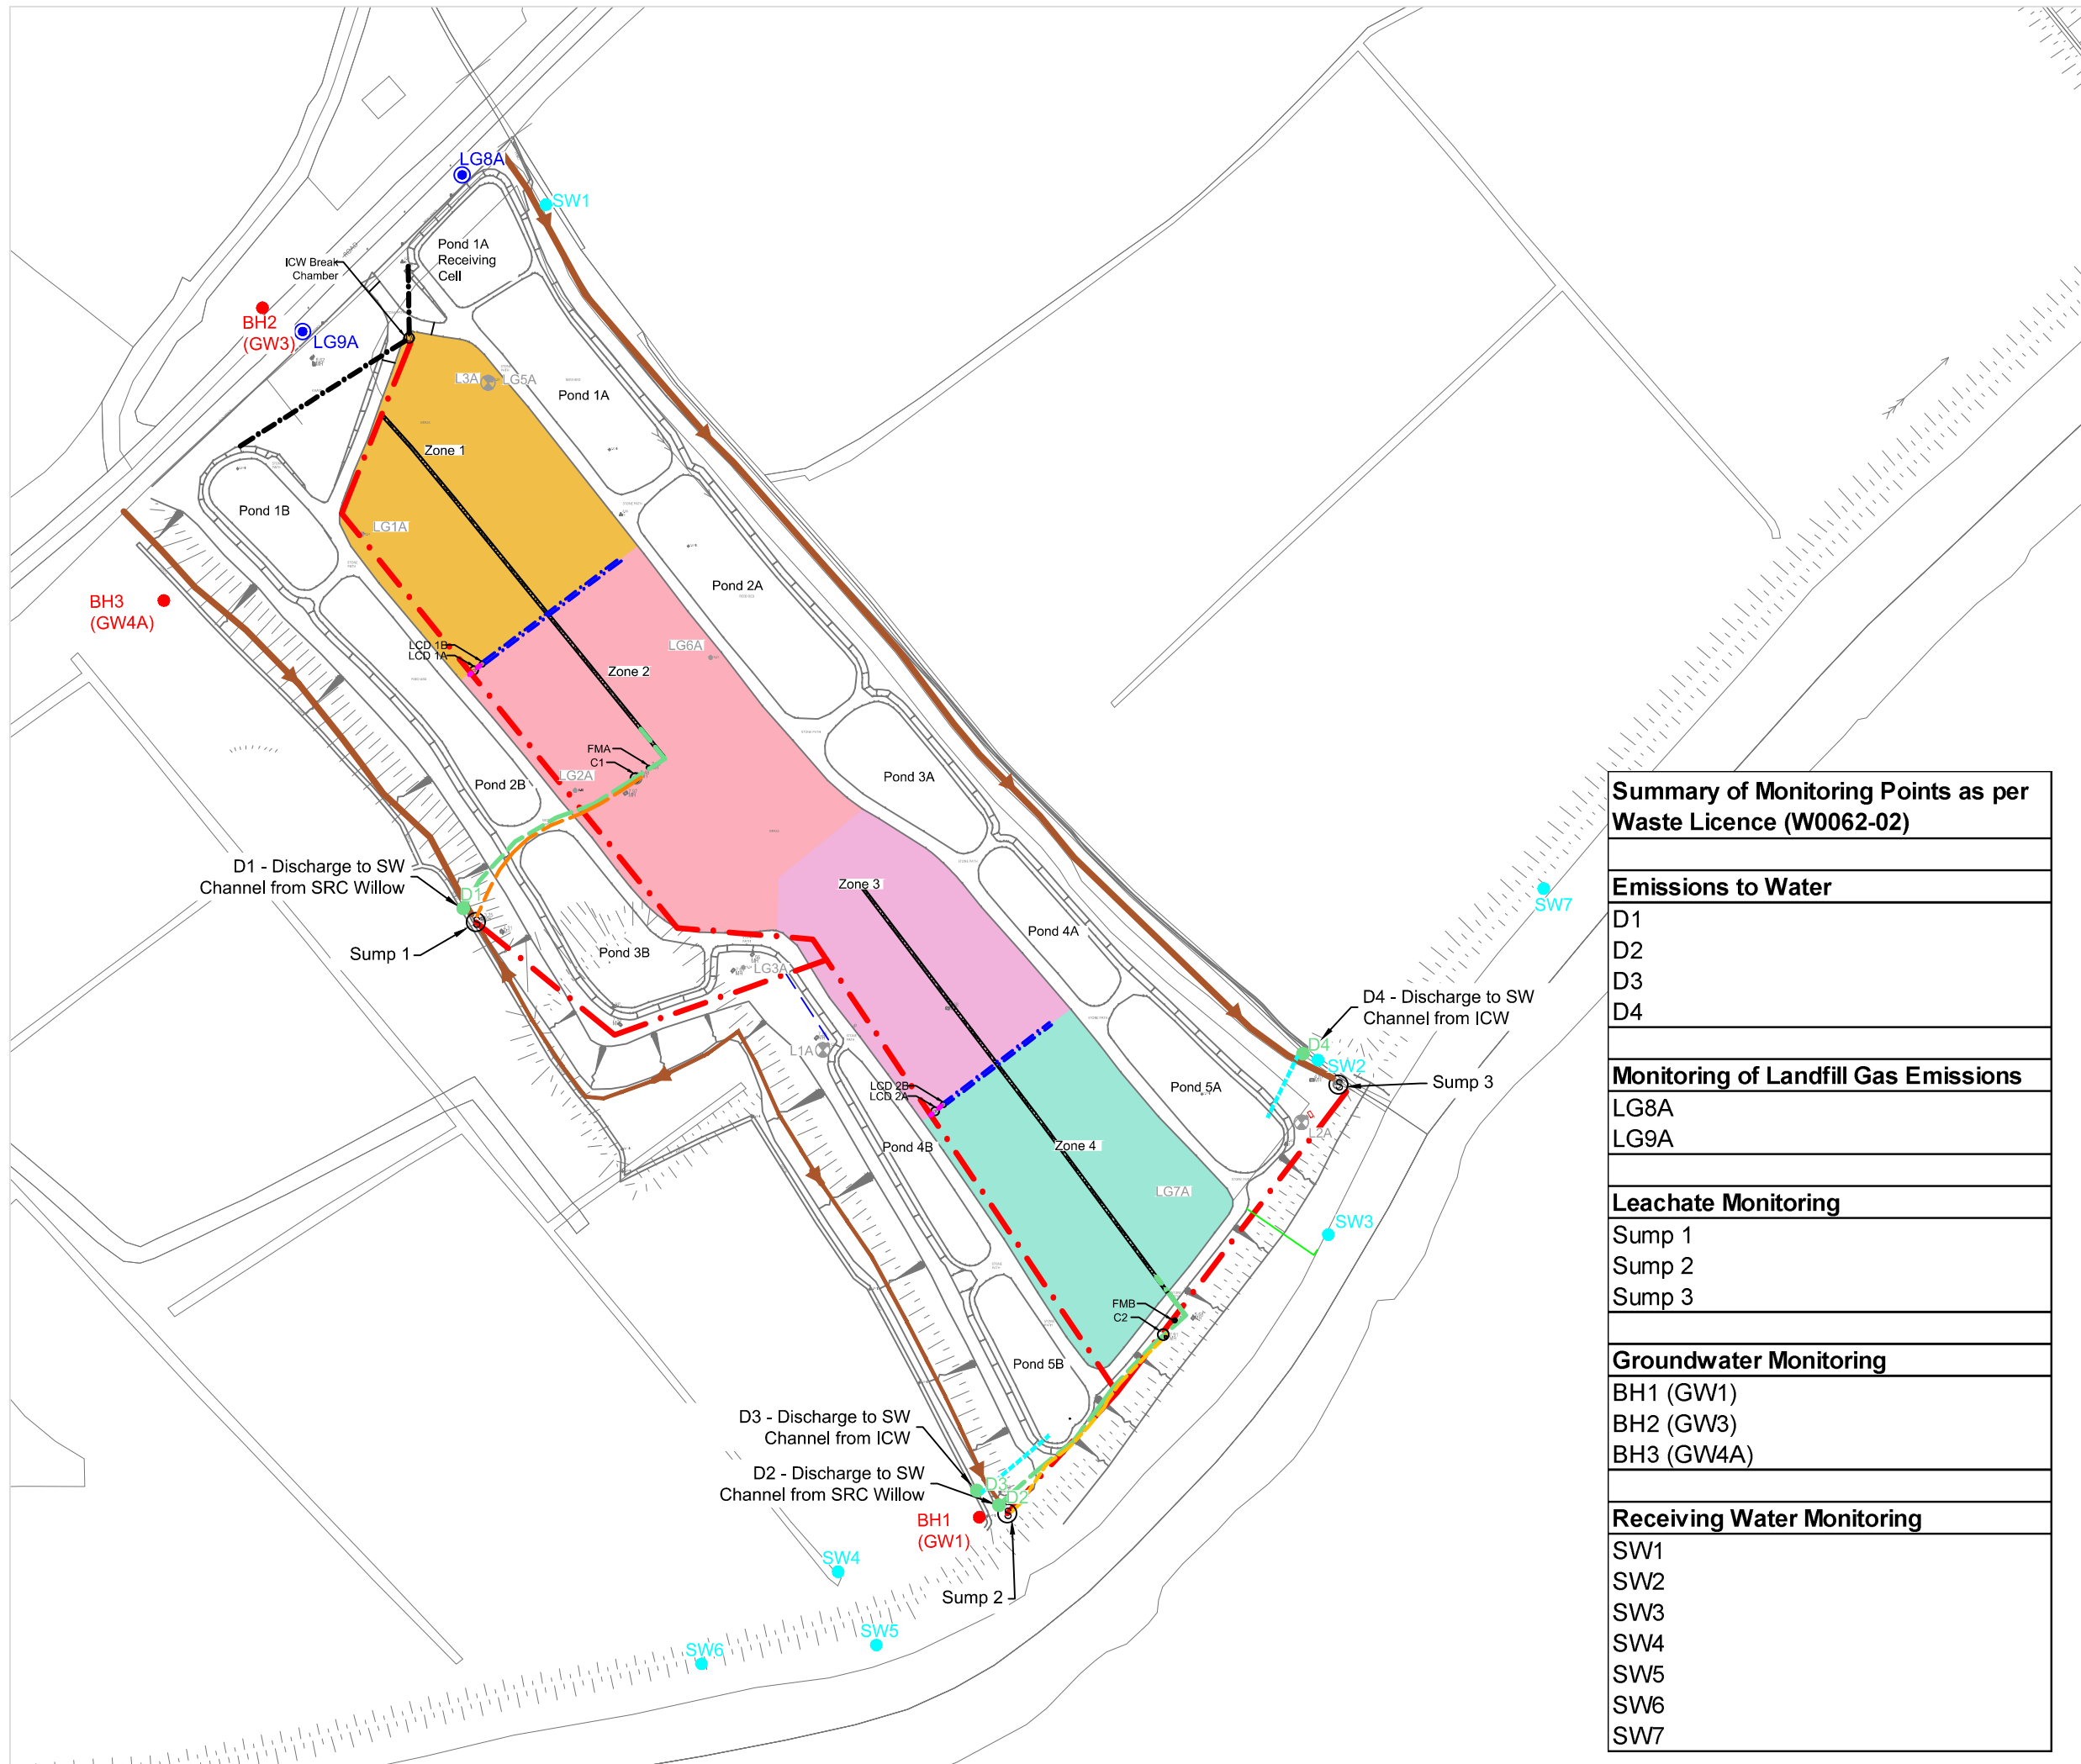 LG8A
SW1
Pond 1A
Receiving
Cell
ICW Break
Chamber
ROAD
BH2
(GW3)
LG9A
L3A
LG5A
Pond 1A
Zone 1
Pond 1B
LG1A
Pond 2A
BH3
(GW4A)
LCD 1B
LCD 1A
LG6A
Zone 2
FMA
C1
LG2A
Pond 2B
Pond 3A
Summary of Monitoring Points as per
Waste Licence (W0062-02)
Emissions to Water
D1
D2
D3
D4
Monitoring of Landfill Gas Emissions
LG8A
LG9A
Leachate Monitoring
Sump 1
Sump 2
Sump 3
Groundwater Monitoring
BH1 (GW1)
BH2 (GW3)
BH3 (GW4A)
Receiving Water Monitoring
SW1
SW2
SW3
SW4
SW5
SW6
SW7
D1 - Discharge to SW
Channel from SRC Willow
D1
Sump 1
Zone 3
SW7
Pond 4A
Pond 3B
LG3A
D4 - Discharge to SW
Channel from ICW
D4
SW2
Sump 3
S
L1A
LCD 2B
LCD 2A
Pond 5A
L2A
Pond 4B
Zone 4
LG7A
SW3
FMB
C2
Pond 5B
D3 - Discharge to SW
Channel from ICW
D2 - Discharge to SW
Channel from SRC Willow
D3
D2
S
BH1
(GW1)
SW4
Sump 2
SW5
SW6